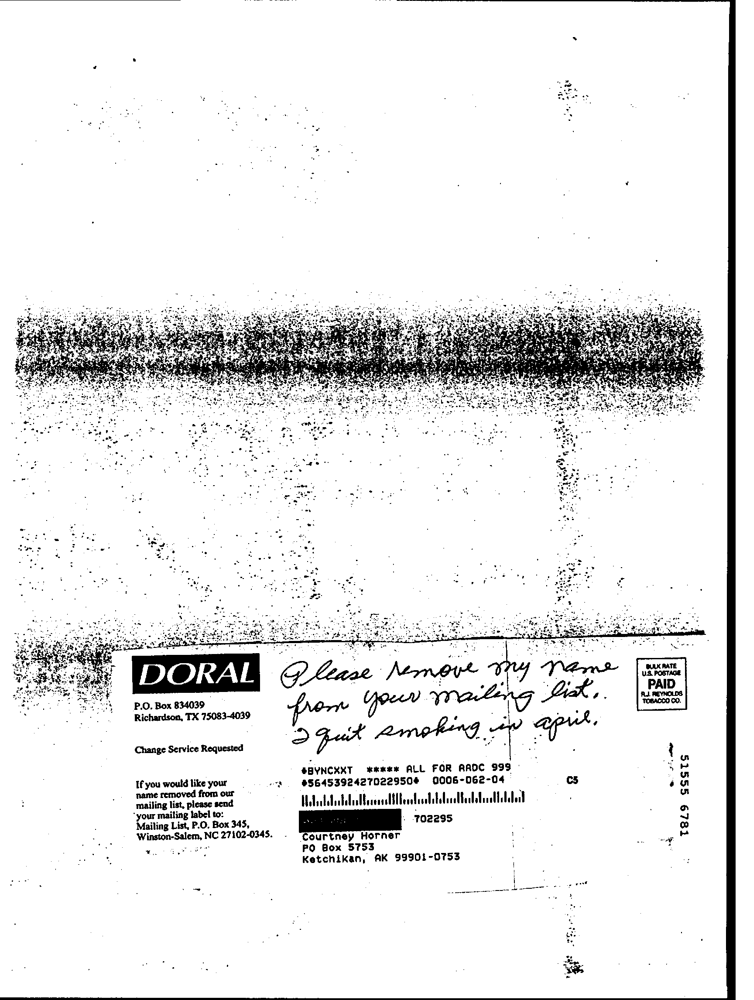 DORAL
P.O. Box 834039
Richardson, TX 75083-4039
Change Service Requested
If you would like your
name removed from our
mailing list, please send
your mailing label to:
Mailing List, P.O. Box 345,
Winston-Salem, NC 27102-0345.
Please remove my name
from your mailing list.
I quit smoking in april.
BULK RATE
U.S. POSTAGE
PAID
R.J. REYNOLDS
TOBACCO CO.
♦BYNCXXT ***** ALL FOR AADC 999
♦5645392427022950♦ 0006-062-04 C5
702295
Courtney Horner
PO Box 5753
Ketchikan, AK 99901-0753
51555 6781